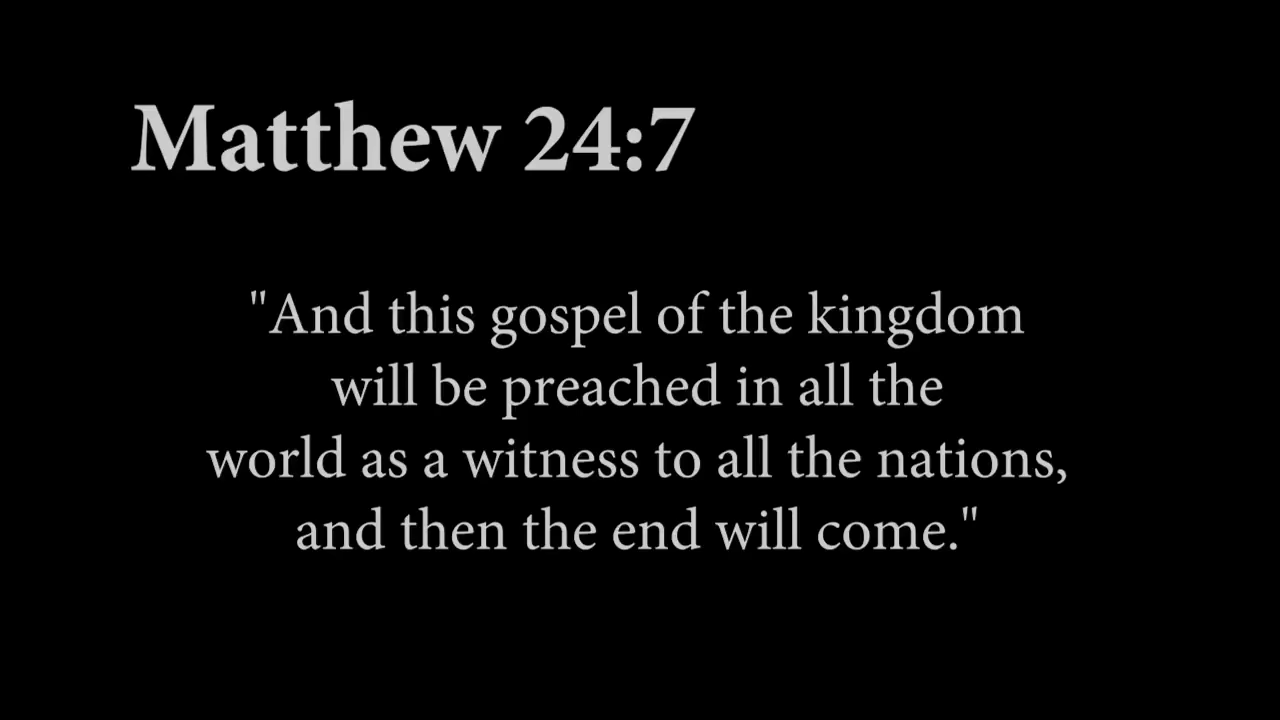 Matthew 24:7
"And this gospel of the kingdom
will be preached in all the
world as a witness to all the nations,
and then the end will come."